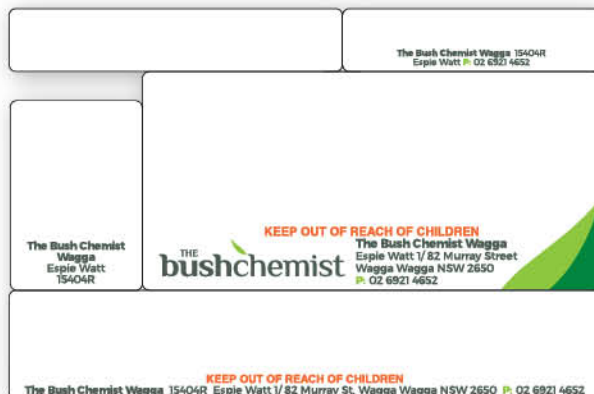 The Bush Chemist Wagga 15404R
Espie Watt P: 02 6921 4652
KEEP OUT OF REACH OF CHILDREN
The Bush Chemist Wagga
Espie Watt 1/ 82 Murray Street
Wagga Wagga NSW 2650
P: 02 6921 4652
THE
bushchemist
The Bush Chemist
Wagga
Espie Watt
15404R
KEEP OUT OF REACH OF CHILDREN
The Bush Chemist Wagga 15404R Espie Watt 1/ 82 Murray St, Wagga Wagga NSW 2650 P: 02 6921 4652